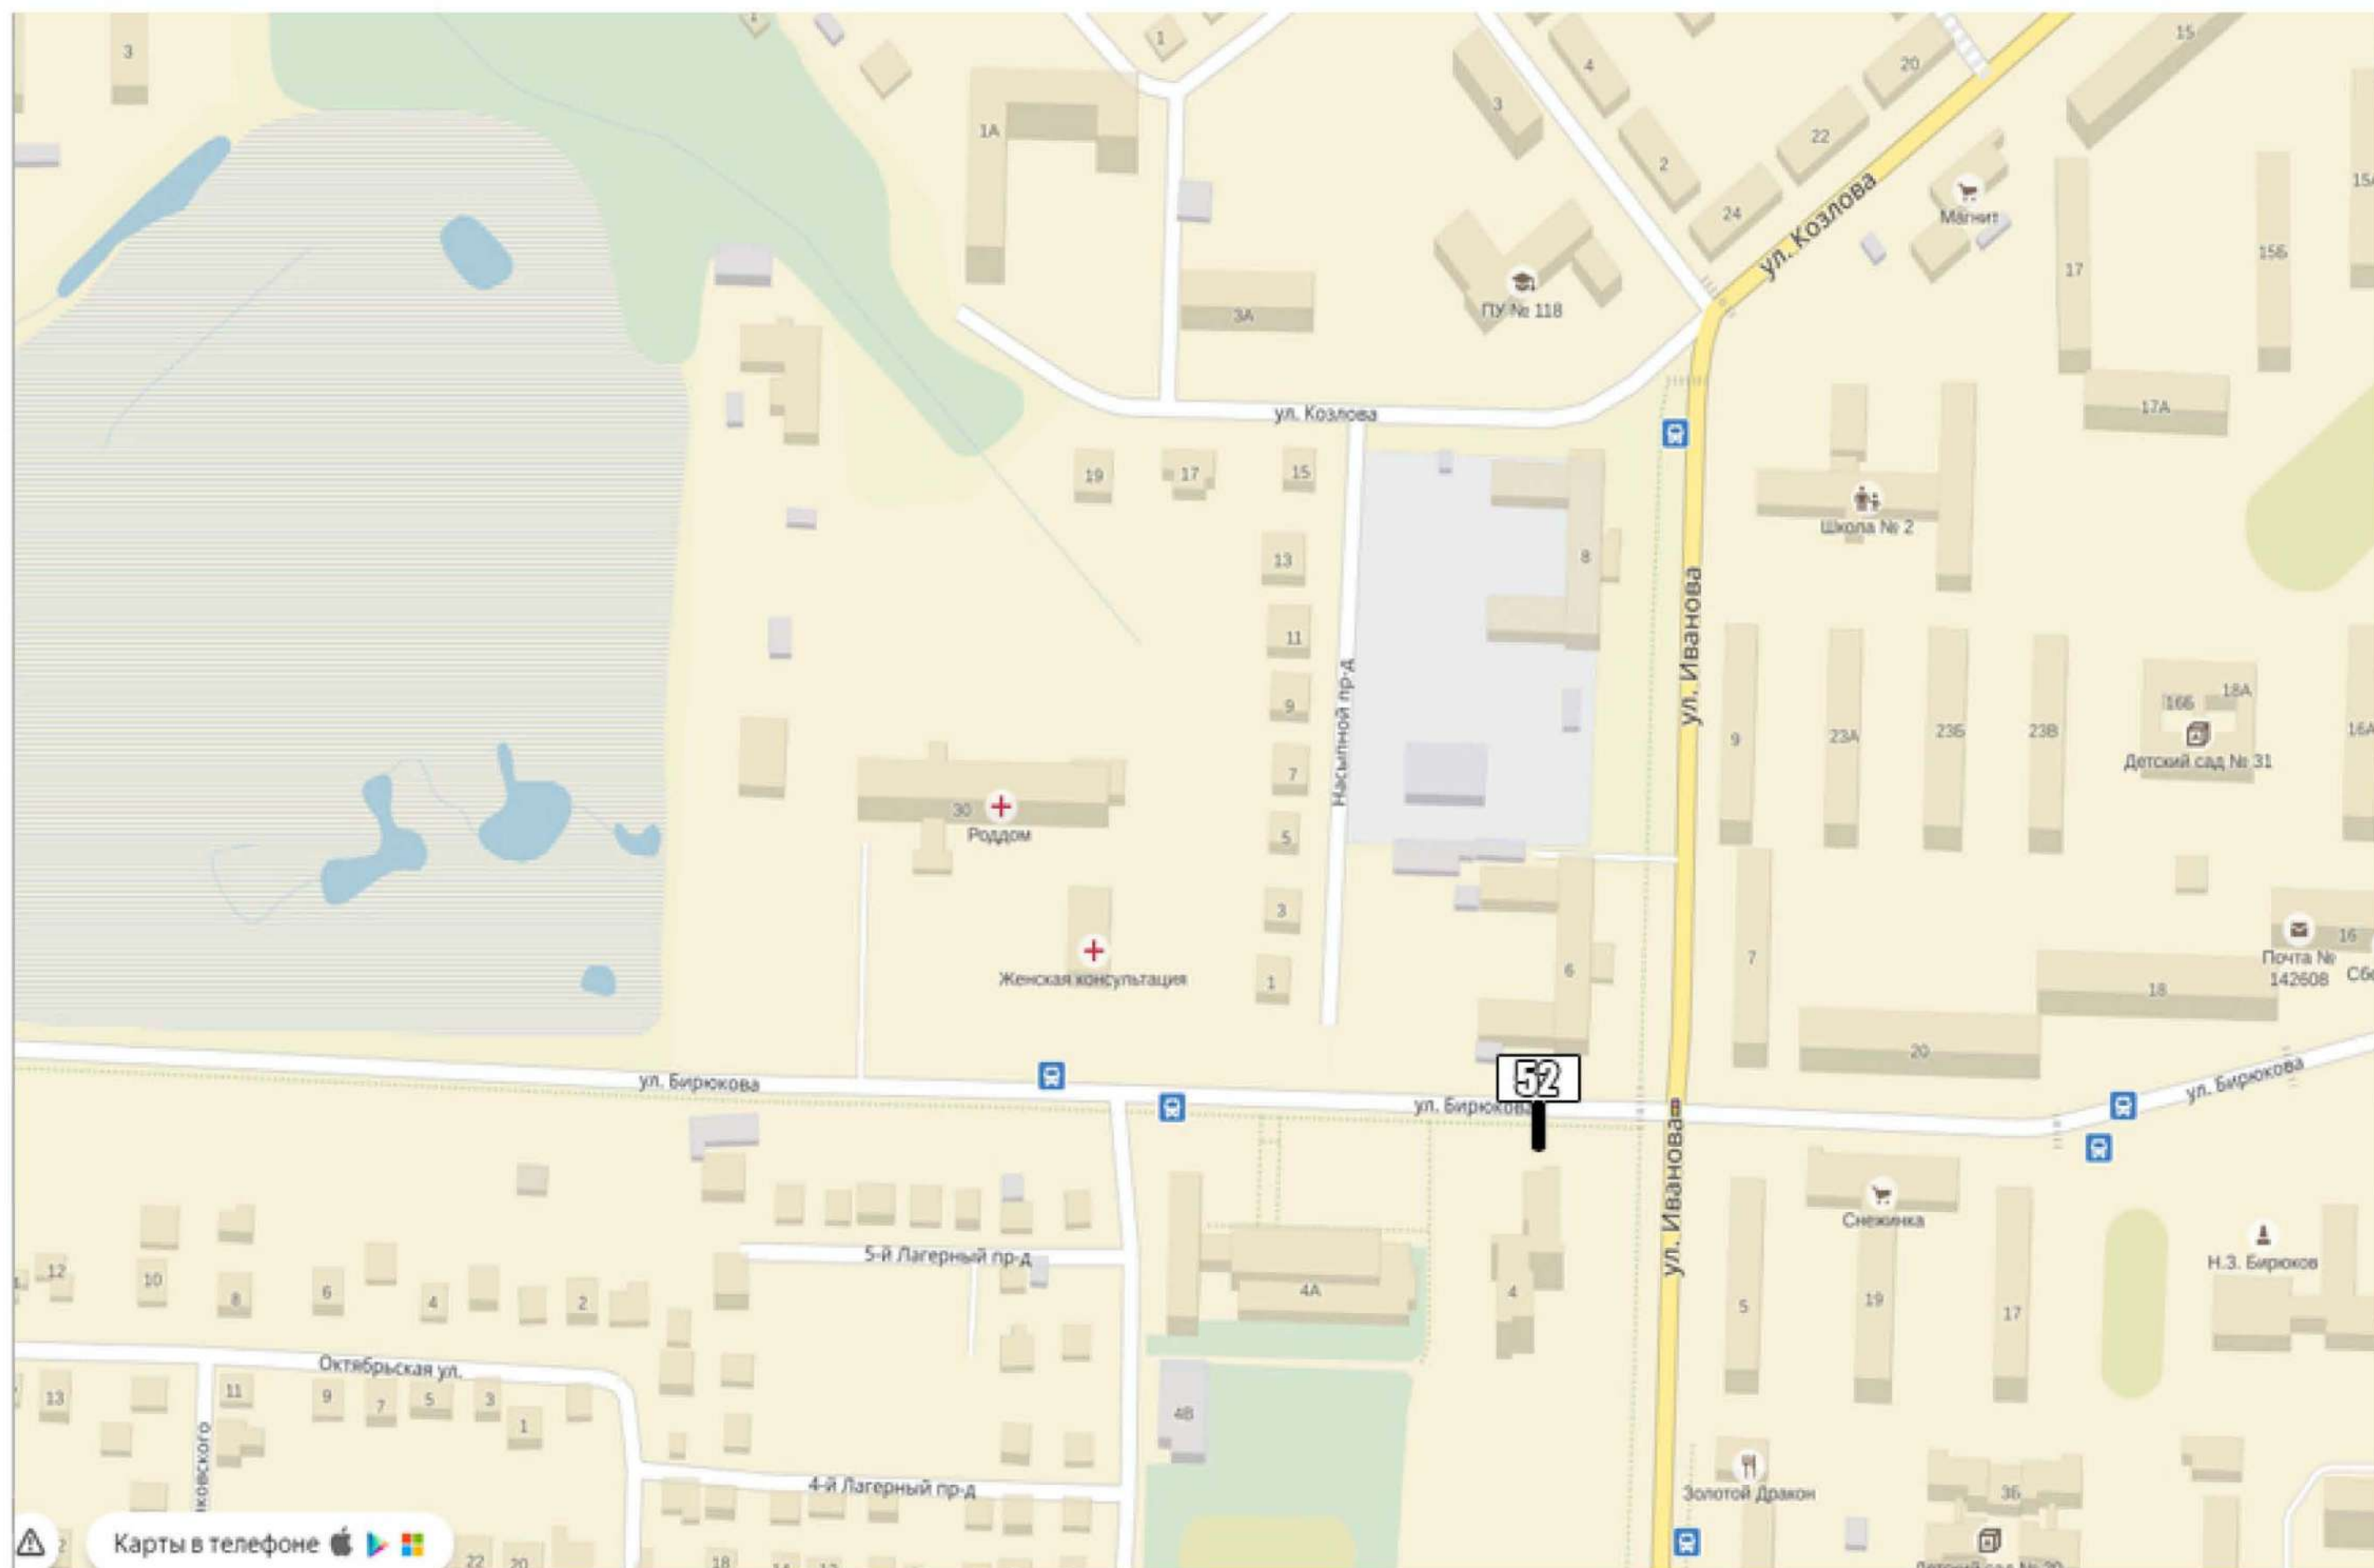 3
1
1А
3А
3
4
2
20
22
24
15
ул. Козлова
Магнит
17
15Б
ПУ № 118
17А
ул. Козлова
19
17
15
13
11
9
7
5
3
1
Насыпной пр-д
8
Школа № 2
ул. Иванова
9
23А
23Б
23В
16Б
18А
Детский сад № 31
16А
30
Роддом
Женская консультация
6
7
18
20
16
Почта №
142608
ул. Бирюкова
ул. Бирюкова
52
ул. Бирюкова
ул. Иванова
Снежинка
Н.З. Бирюков
5-й Лагерный пр-д
4А
4
5
19
17
12
10
8
6
4
2
Октябрьская ул.
13
11
9
7
5
3
1
4В
4-й Лагерный пр-д
Золотой Дракон
3Б
Карты в телефоне
22
20
18